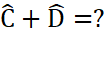 Ĉ + D̂ =?